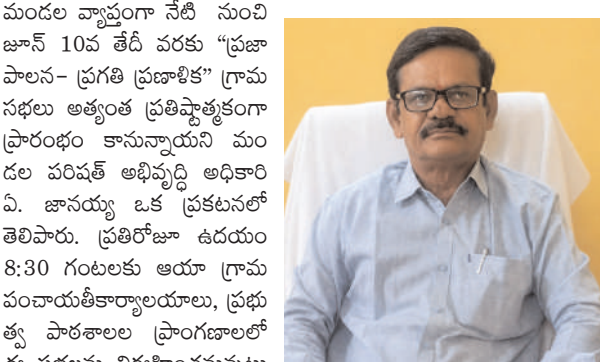 మండల వ్యాప్తంగా నేటి నుంచి
జూన్ 10వ తేదీ వరకు “ప్రజా
పాలన- ప్రగతి ప్రణాళిక” గ్రామ
సభలు అత్యంత ప్రతిష్టాత్మకంగా
ప్రారంభం కానున్నాయని మం
డల పరిషత్ అభివృద్ధి అధికారి
ఏ. జానయ్య ఒక ప్రకటనలో
తెలిపారు. ప్రతిరోజూ ఉదయం
8:30 గంటలకు ఆయా గ్రామ
పంచాయతీకార్యాలయాలు, ప్రభు
త్వ పాఠశాలల ప్రాంగణాలలో